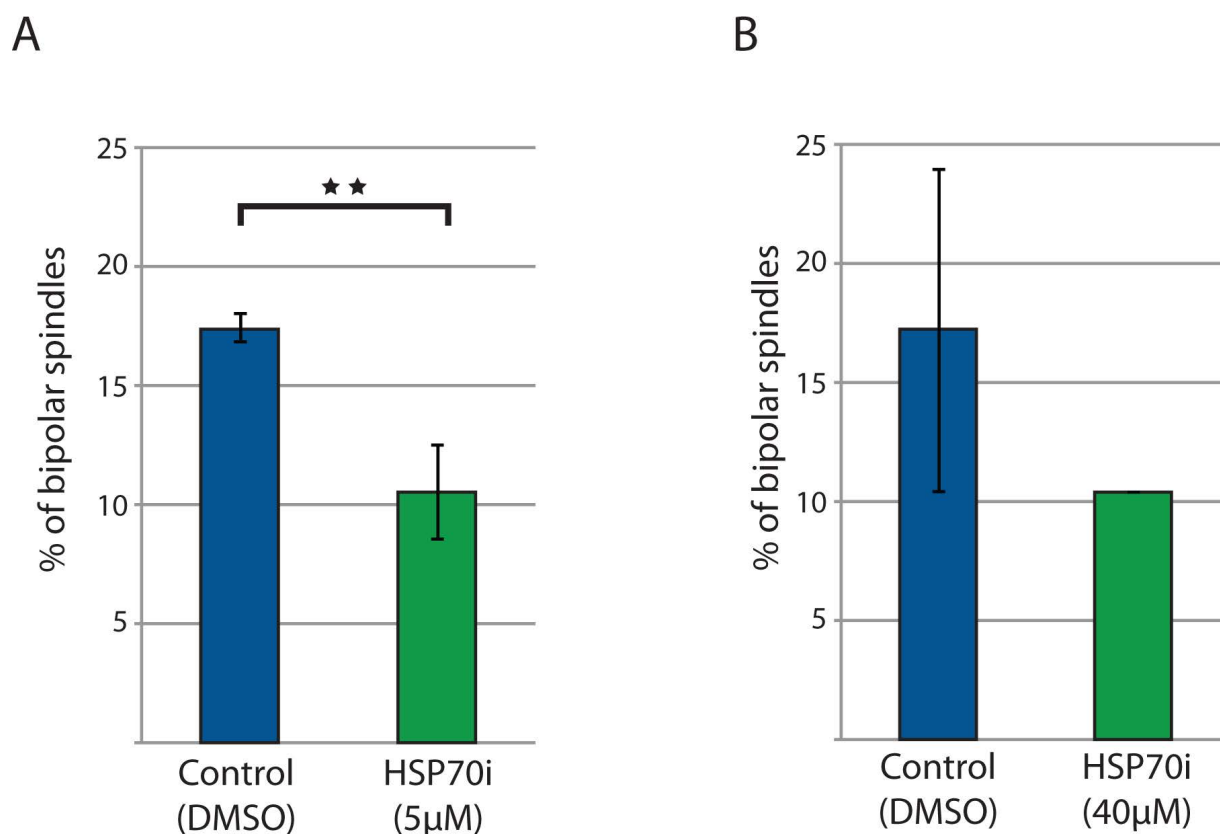 A
% of bipolar spindles
25
20
15
10
5
★★
Control
(DMSO)
HSP70i
(5µM)
B
% of bipolar spindles
25
20
15
10
5
Control
(DMSO)
HSP70i
(40µM)